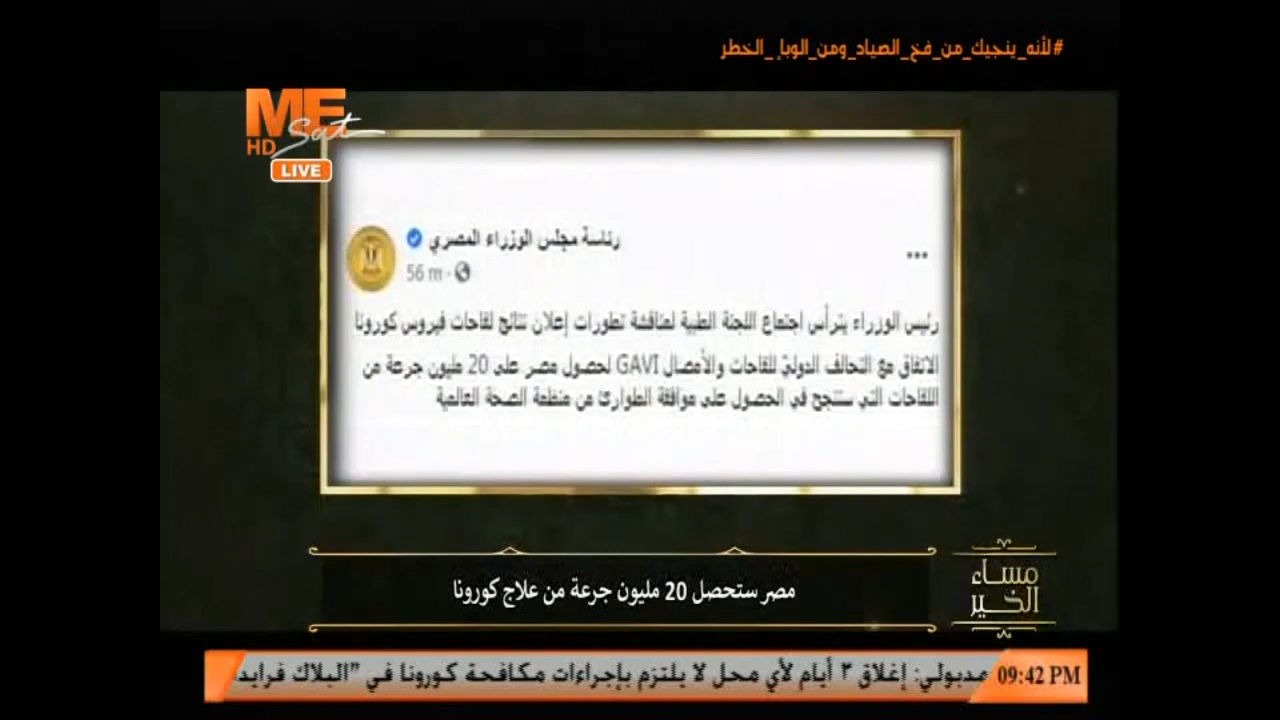 #لأنه_ينجيك_من_فخ_الصياد_ومن_الوبإ_الخطر
ME
Sat
HD
LIVE
رئاسة مجلس الوزراء المصري
56 m
رئيس الوزراء يترأس اجتماع اللجنة الطبية لمناقشة تطورات إعلان نتائج لقاحات فيروس كورونا
الاتفاق مع التحالف الدولي للقاحات والأمصال GAVI لحصول مصر على 20 مليون جرعة من
اللقاحات التي ستنجح في الحصول على موافقة الطوارئ من منظمة الصحة العالمية
مصر ستحصل 20 مليون جرعة من علاج كورونا
مساء
الخير
مدبولي: إغلاق ٣ أيام لأي محل لا يلتزم بإجراءات مكافحة كورونا في "البلاك فرايد
09:42 PM